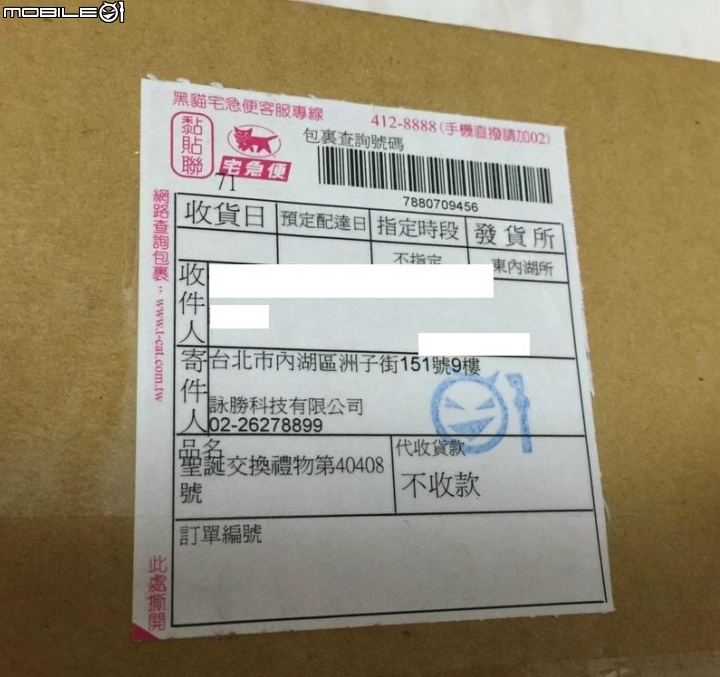 MOBILE01
黑貓宅急便客服專線 412-8888(手機直撥請加02)
黏貼聯
宅急便
包裹查詢號碼
7880709456
71
收貨日 預定配達日 指定時段 發貨所
不指定 東內湖所
收件人
寄件人
台北市內湖區洲子街151號9樓
詠勝科技有限公司
02-26278899
品名
聖誕交換禮物第40408
號
代收貨款
不收款
訂單編號
網路查詢包裹：www.t-cat.com.tw
此處撕開